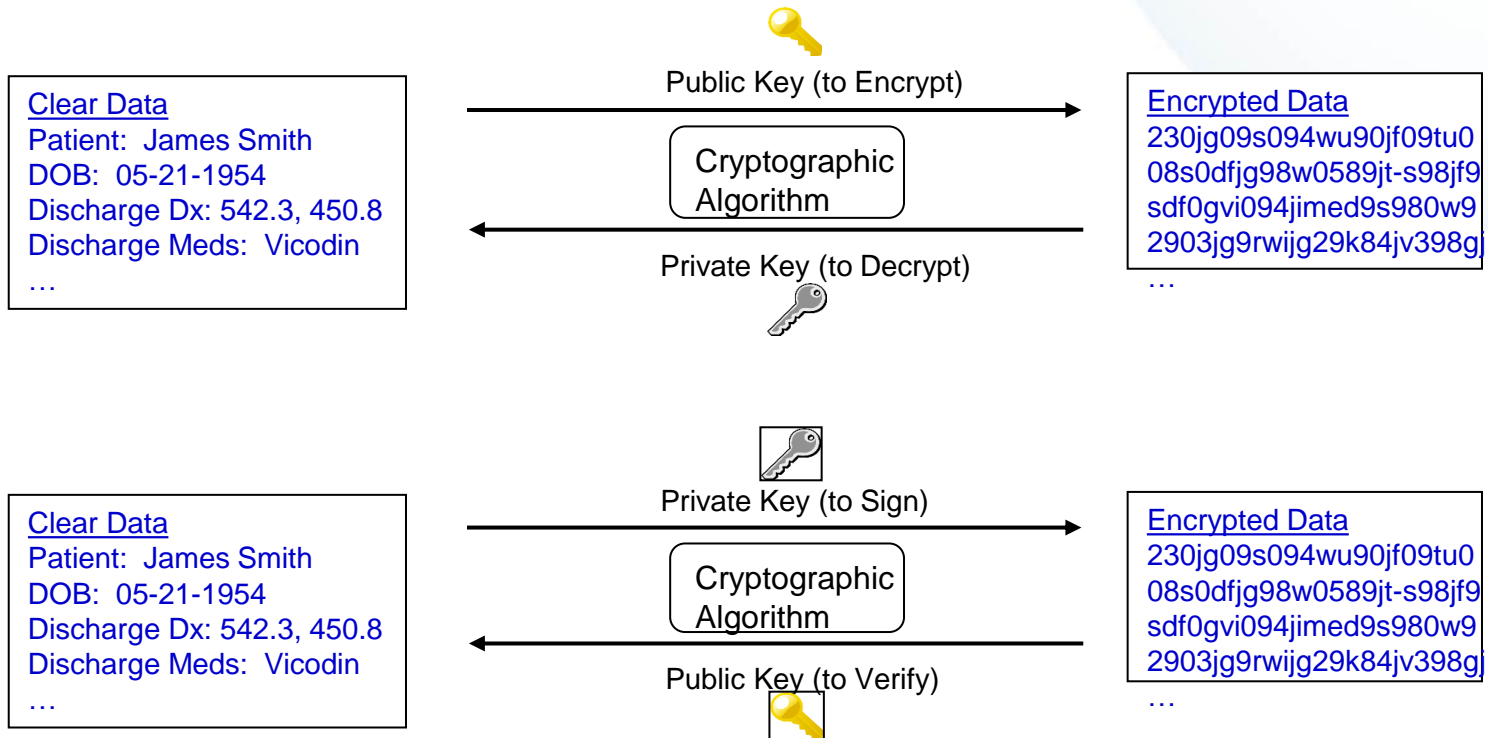 Public Key (to Encrypt)
Clear Data
Patient:  James Smith
DOB:  05-21-1954
Discharge Dx: 542.3, 450.8
Discharge Meds:  Vicodin
…
Cryptographic
Algorithm
Encrypted Data
230jg09s094wu90jf09tu0
08s0dfjg98w0589jt-s98jf9
sdf0gvi094jimed9s980w9
2903jg9rwijg29k84jv398gj
…
Private Key (to Decrypt)
Private Key (to Sign)
Clear Data
Patient:  James Smith
DOB:  05-21-1954
Discharge Dx: 542.3, 450.8
Discharge Meds:  Vicodin
…
Cryptographic
Algorithm
Encrypted Data
230jg09s094wu90jf09tu0
08s0dfjg98w0589jt-s98jf9
sdf0gvi094jimed9s980w9
2903jg9rwijg29k84jv398gj
…
Public Key (to Verify)